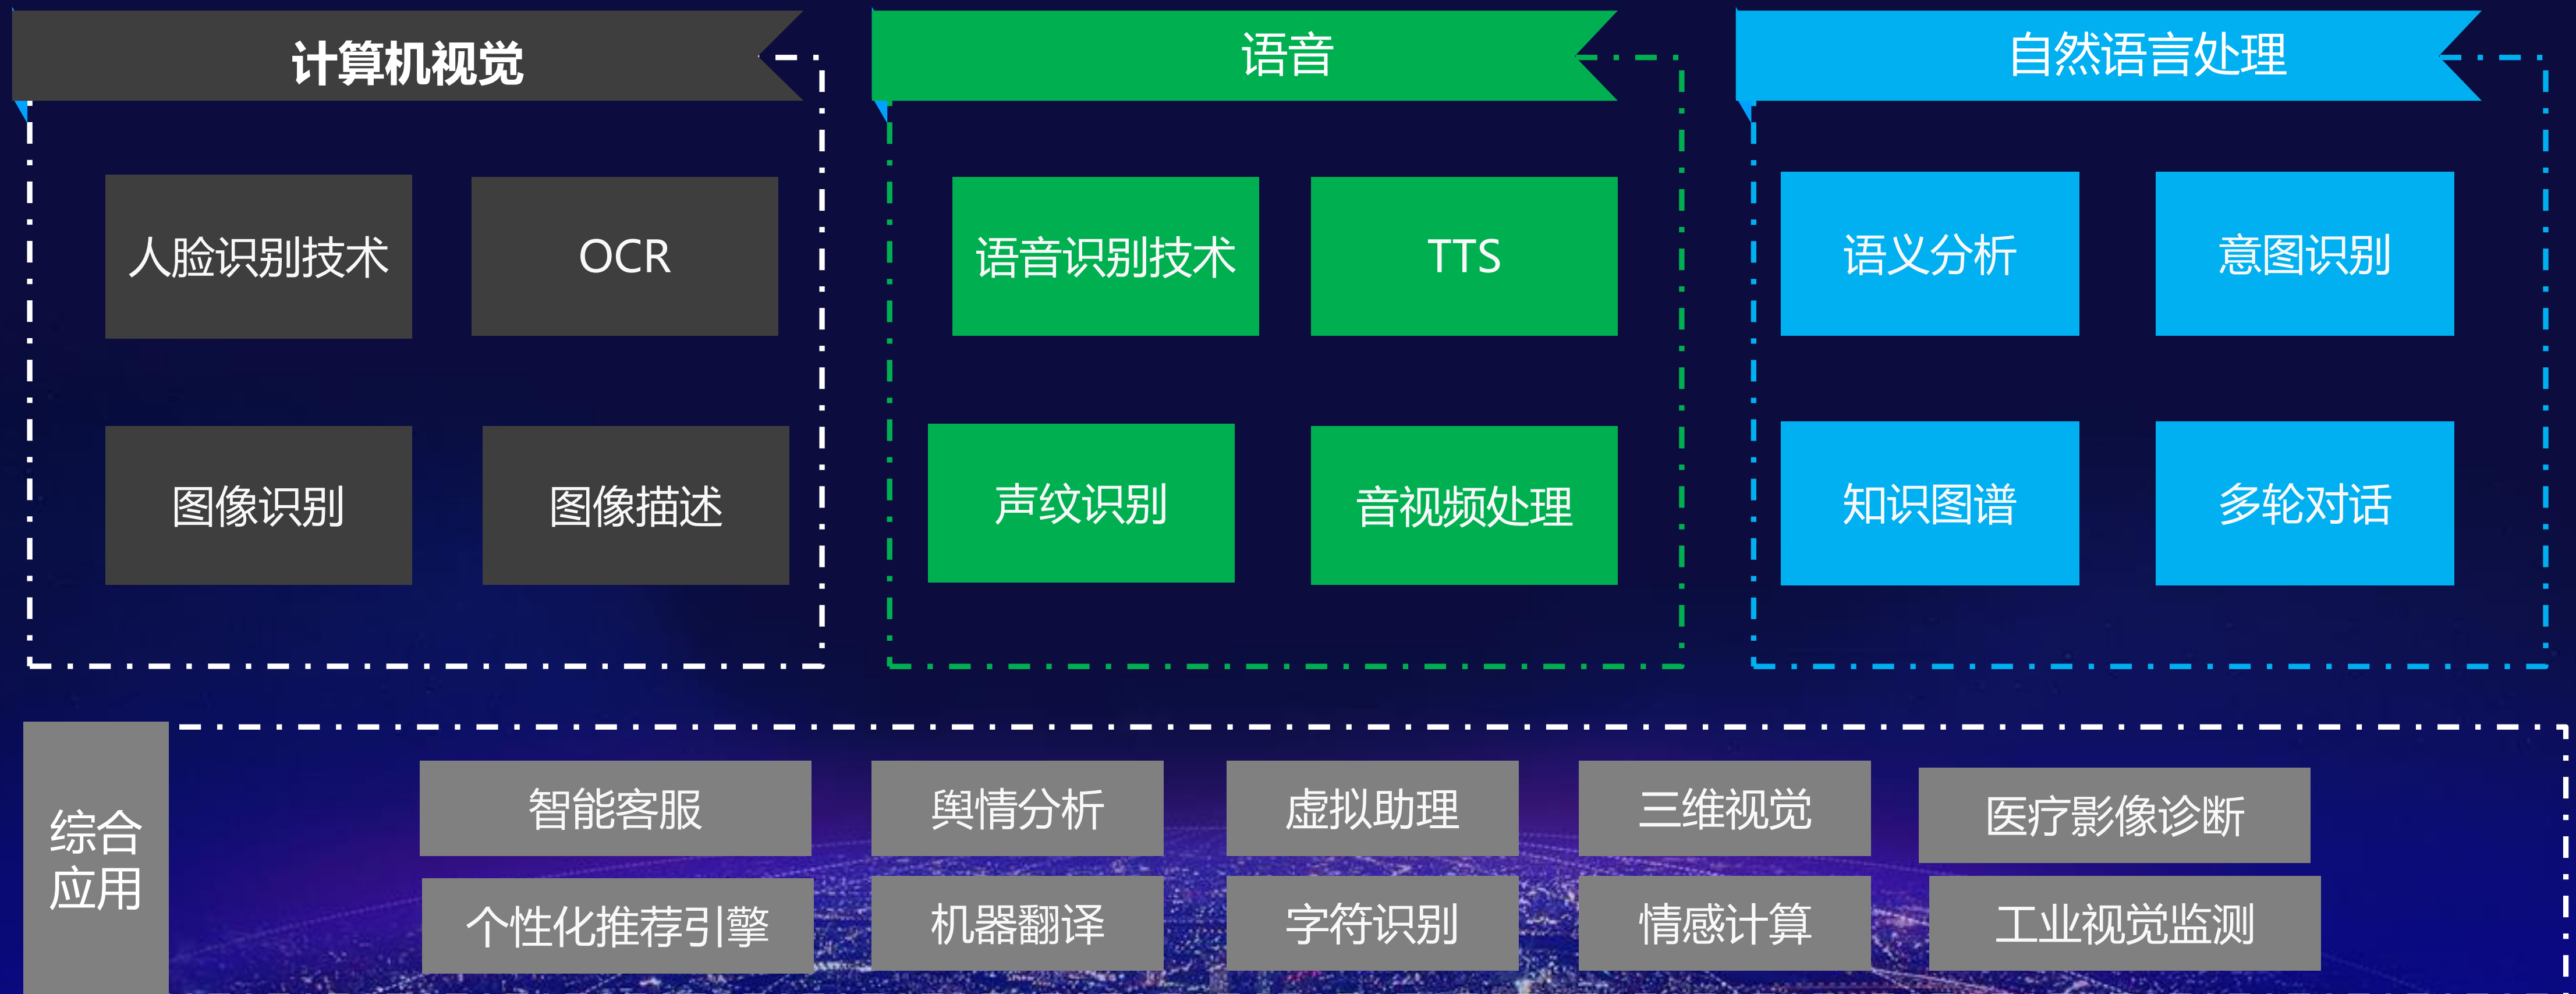 计算机视觉
语音
自然语言处理
人脸识别技术
OCR
语音识别技术
TTS
语义分析
意图识别
图像识别
图像描述
声纹识别
音视频处理
知识图谱
多轮对话
综合
应用
智能客服
舆情分析
虚拟助理
三维视觉
医疗影像诊断
个性化推荐引擎
机器翻译
字符识别
情感计算
工业视觉监测